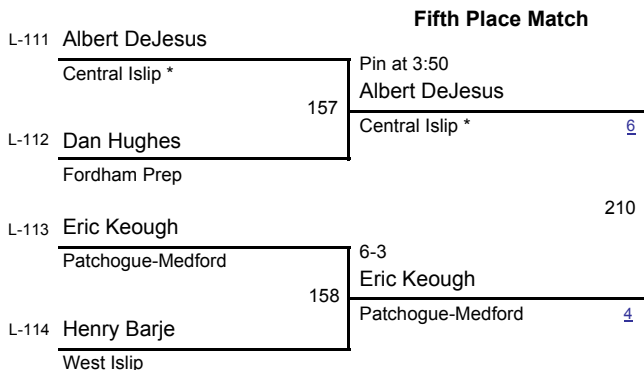 Fifth Place Match
L-111 Albert DeJesus
Central Islip *
Pin at 3:50
157 Albert DeJesus
L-112 Dan Hughes
Central Islip * 6
Fordham Prep
210
L-113 Eric Keough
Patchogue-Medford
6-3
158 Eric Keough
L-114 Henry Barje
Patchogue-Medford 4
West Islip